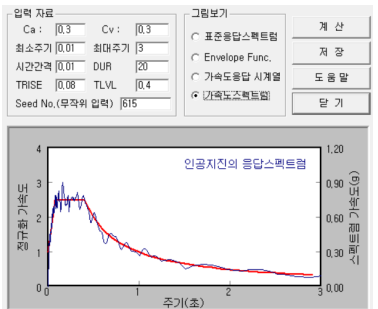 입력 자료
Ca : 0,3 Cv : 0,3
최소주기 0,01 최대주기 3
시간간격 0,01 DUR 20
TRISE 0,08 TLVL 0,4
Seed No,(무작위 입력) 615
그림보기
표준응답스펙트럼
Envelope Func,
가속도응답 시계열
가속도스펙트럼
계 산
저 장
도 움 말
닫 기
인공지진의 응답스펙트럼
정규화 가속도
4
3
2
1
0
스펙트럼 가속도(g)
1,20
0,90
0,60
0,30
0,00
0 1 2 3
주기(초)